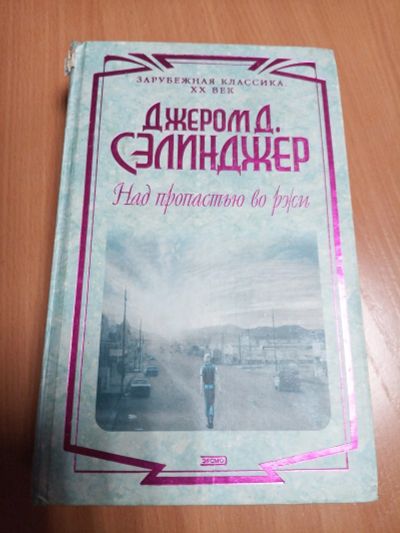 ЗАРУБЕЖНАЯ КЛАССИКА.
XX ВЕК
ДЖЕРОМ Д.
СЭЛИНДЖЕР
Над пропастью во ржи
ЭКСМО